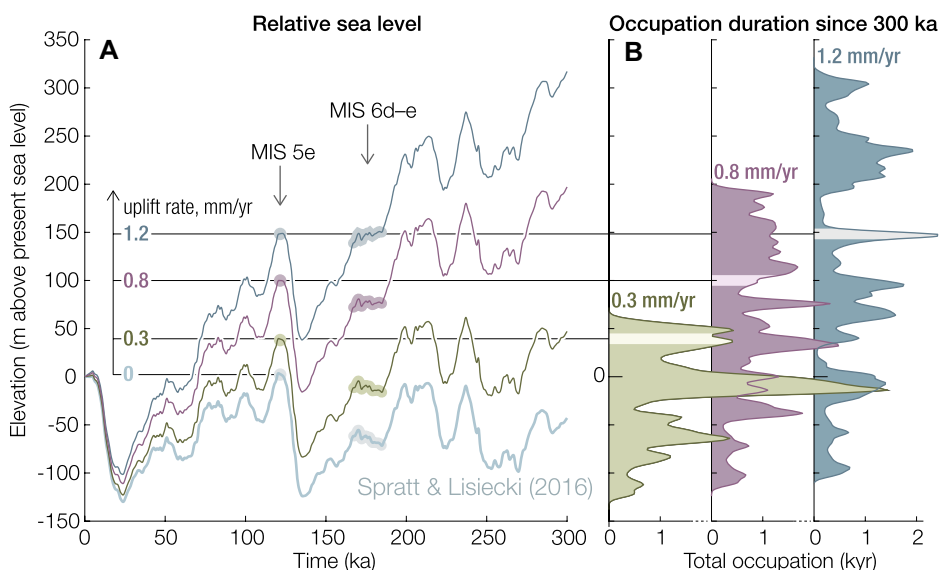 Relative sea level
Occupation duration since 300 ka
A
B
350
300
250
200
150
100
50
0
-50
-100
-150
Elevation (m above present sea level)
MIS 6d–e
MIS 5e
uplift rate, mm/yr
1.2
0.8
0.3
0
Spratt & Lisiecki (2016)
0 50 100 150 200 250 300
Time (ka)
1.2 mm/yr
0.8 mm/yr
0.3 mm/yr
0
0 1 0 1 0 1 2
Total occupation (kyr)